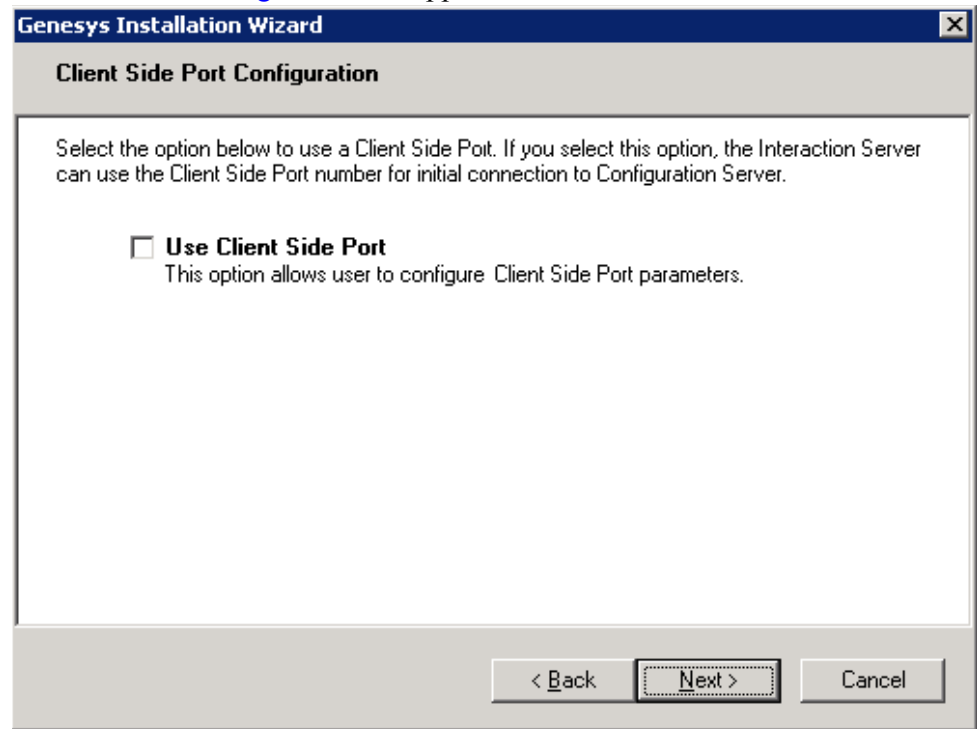 Genesys Installation Wizard
Client Side Port Configuration
Select the option below to use a Client Side Port. If you select this option, the Interaction Server
can use the Client Side Port number for initial connection to Configuration Server.
Use Client Side Port
This option allows user to configure Client Side Port parameters.
< Back Next > Cancel